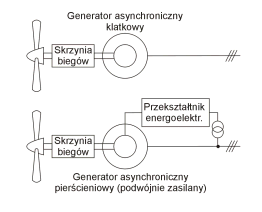 Generator asynchroniczny
klatkowy
Skrzynia
biegów
Przekształtnik
energoelektr.
Skrzynia
biegów
Generator asynchroniczny
pierścieniowy (podwójnie zasilany)